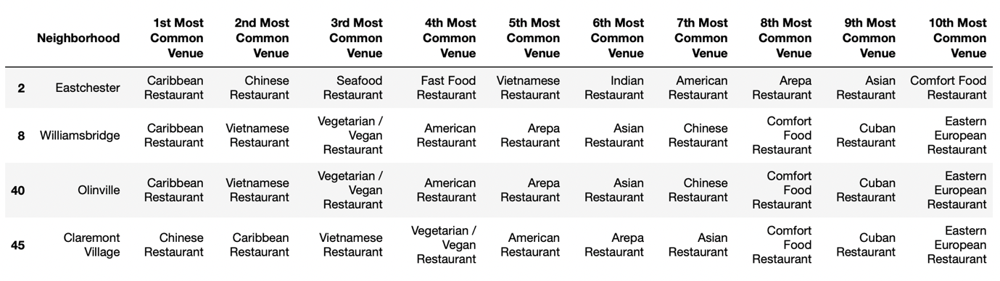 Neighborhood 1st Most Common Venue 2nd Most Common Venue 3rd Most Common Venue 4th Most Common Venue 5th Most Common Venue 6th Most Common Venue 7th Most Common Venue 8th Most Common Venue 9th Most Common Venue 10th Most Common Venue
2 Eastchester Caribbean Restaurant Chinese Restaurant Seafood Restaurant Fast Food Restaurant Vietnamese Restaurant Indian Restaurant American Restaurant Arepa Restaurant Asian Restaurant Comfort Food Restaurant
8 Williamsbridge Caribbean Restaurant Vietnamese Restaurant Vegetarian / Vegan Restaurant American Restaurant Arepa Restaurant Asian Restaurant Chinese Restaurant Comfort Food Restaurant Cuban Restaurant Eastern European Restaurant
40 Olinville Caribbean Restaurant Vietnamese Restaurant Vegetarian / Vegan Restaurant American Restaurant Arepa Restaurant Asian Restaurant Chinese Restaurant Comfort Food Restaurant Cuban Restaurant Eastern European Restaurant
45 Claremont Village Chinese Restaurant Caribbean Restaurant Vietnamese Restaurant Vegetarian / Vegan Restaurant American Restaurant Arepa Restaurant Asian Restaurant Comfort Food Restaurant Cuban Restaurant Eastern European Restaurant